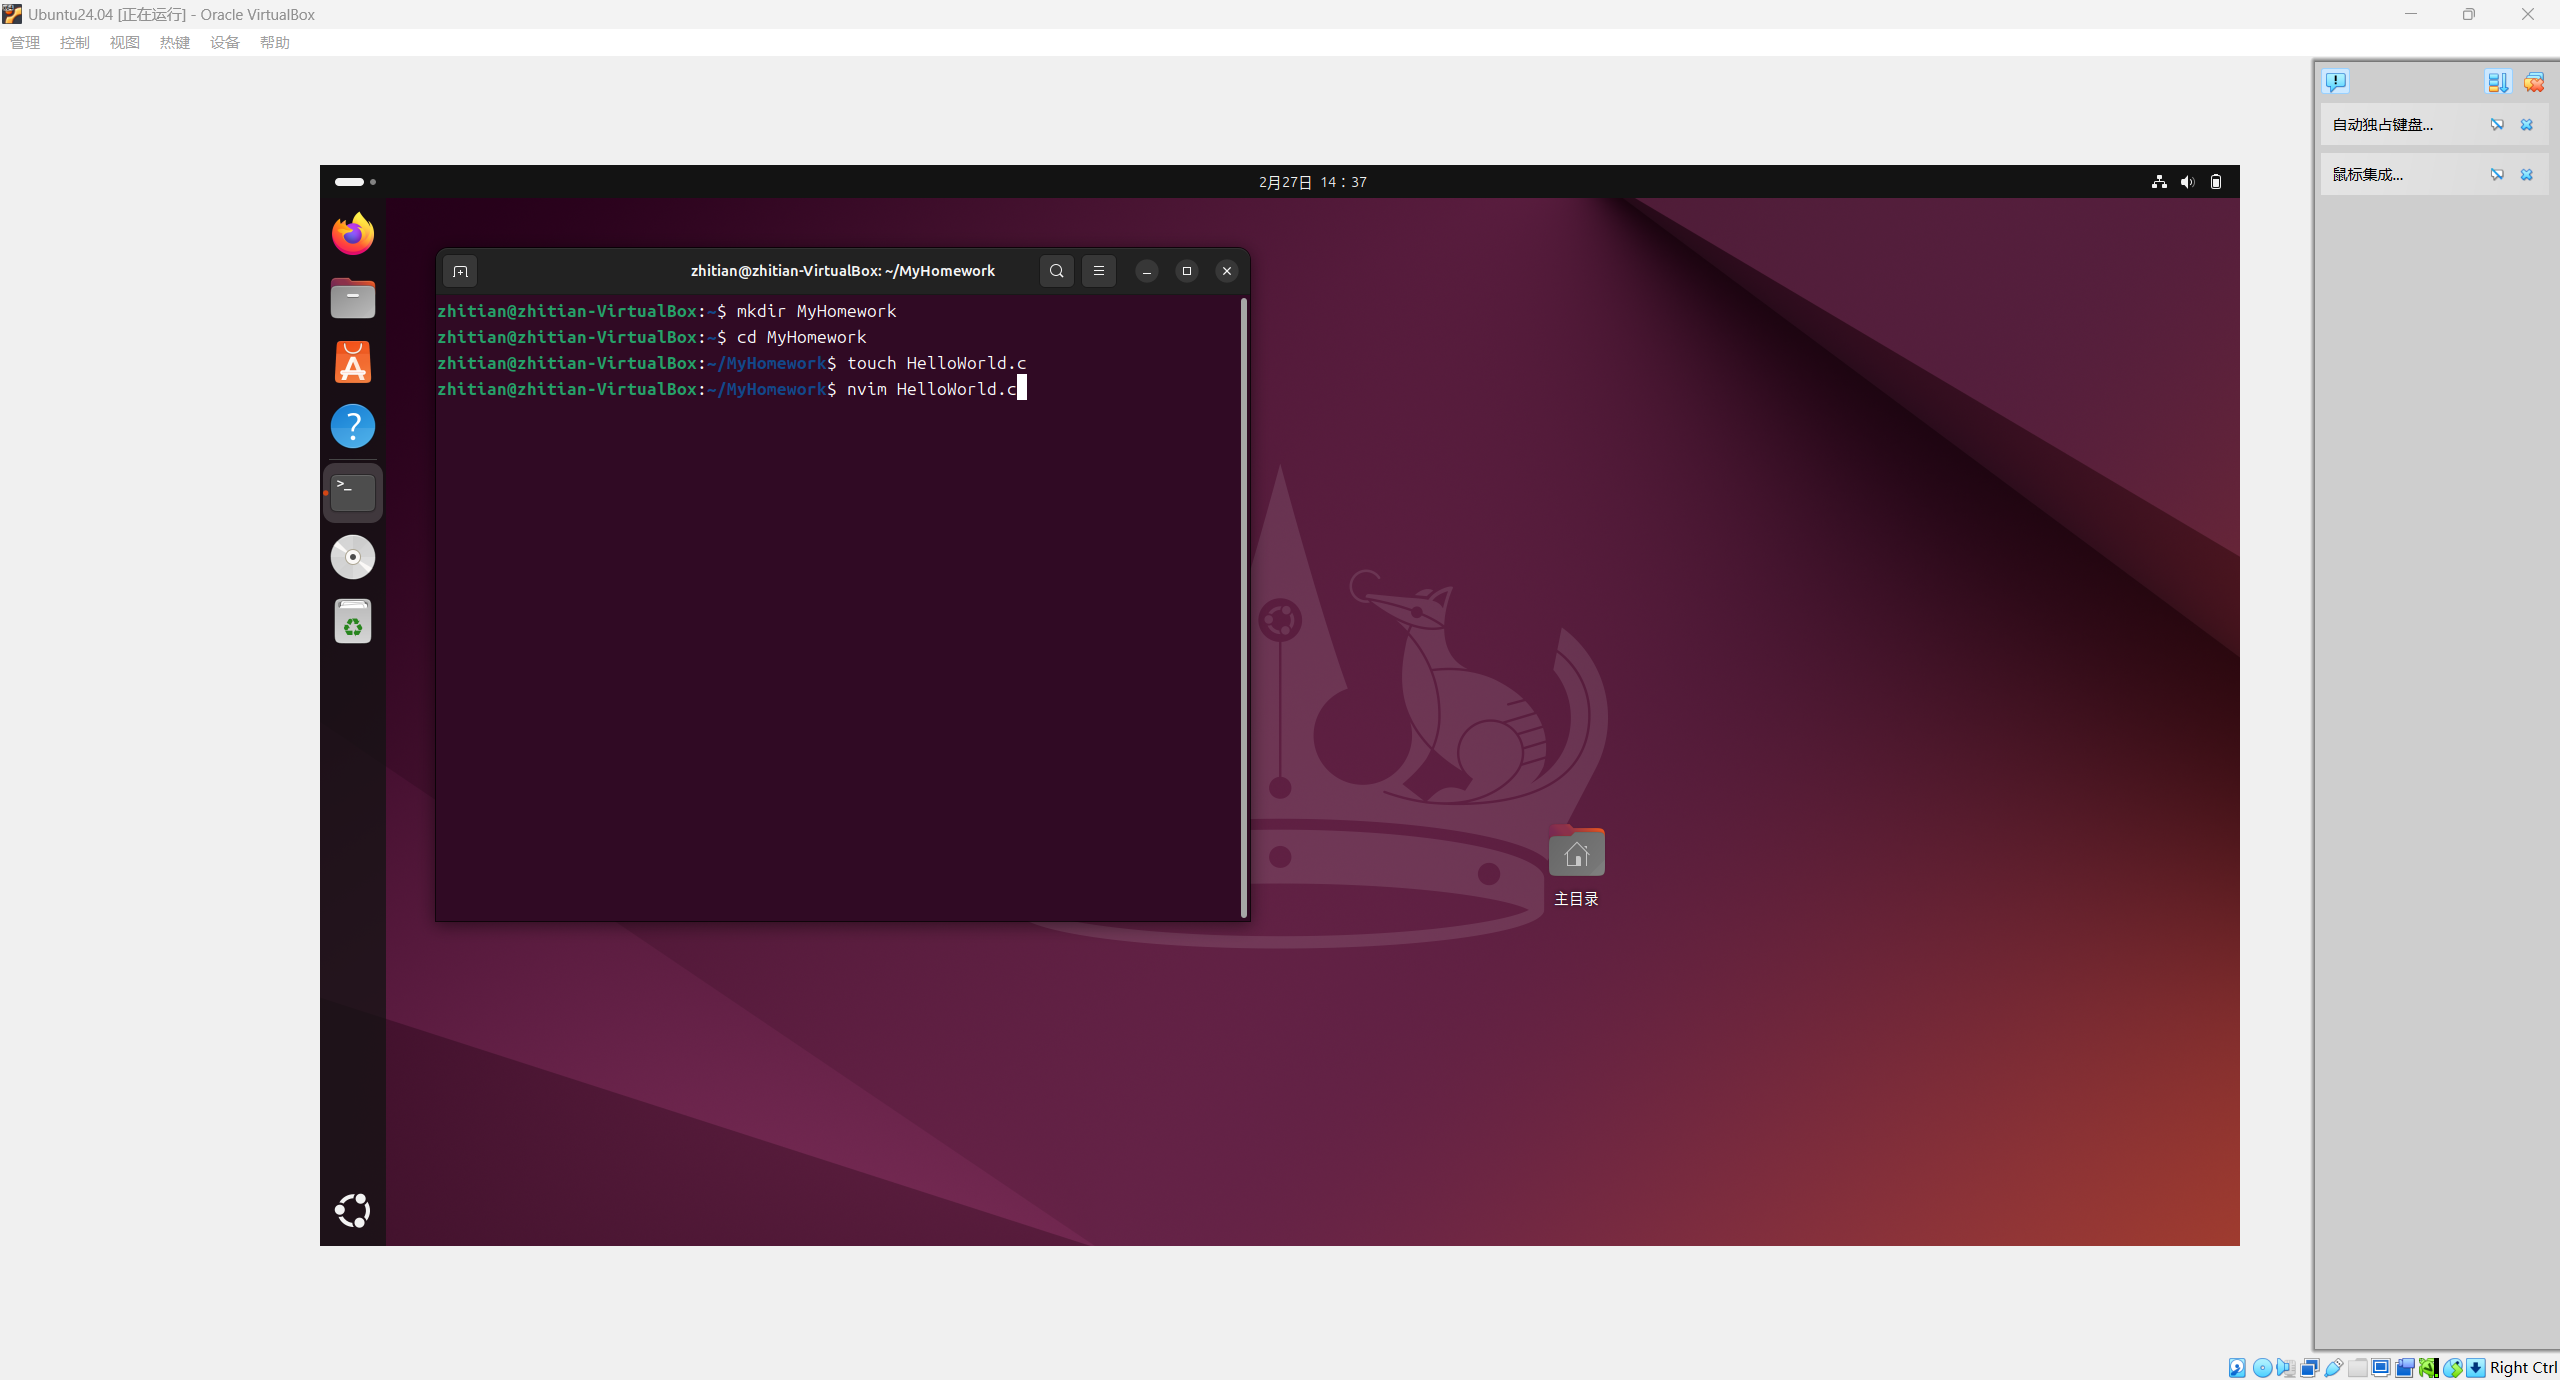 Ubuntu24.04 [正在运行] - Oracle VirtualBox
管理 控制 视图 热键 设备 帮助
自动独占键盘...
鼠标集成...
2月27日 14：37
zhitian@zhitian-VirtualBox: ~/MyHomework
zhitian@zhitian-VirtualBox:~$ mkdir MyHomework
zhitian@zhitian-VirtualBox:~$ cd MyHomework
zhitian@zhitian-VirtualBox:~/MyHomework$ touch HelloWorld.c
zhitian@zhitian-VirtualBox:~/MyHomework$ nvim HelloWorld.c
主目录
Right Ctrl